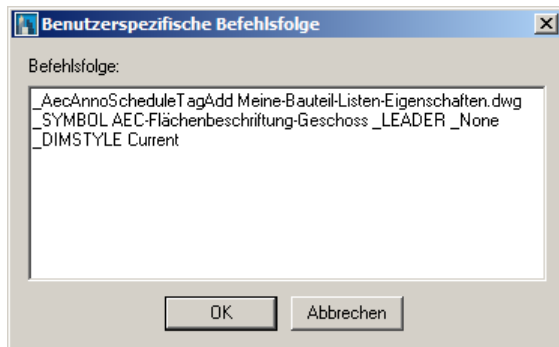 Benutzerspezifische Befehlsfolge
Befehlsfolge:
_AecAnnoScheduleTagAdd Meine-Bauteil-Listen-Eigenschaften.dwg
_SYMBOL AEC-Flächenbeschriftung-Geschoss _LEADER _None
_DIMSTYLE Current
OK Abbrechen